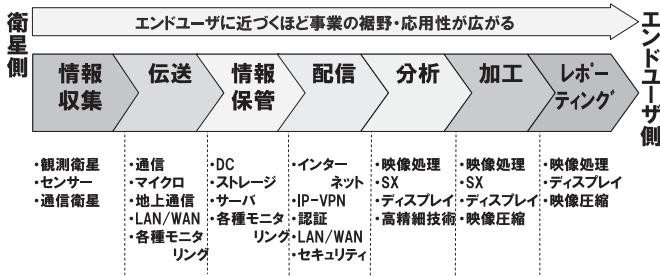 エンドユーザに近づくほど事業の裾野・応用性が広がる
衛星側
情報
収集
伝送
情報
保管
配信
分析
加工
レポー
ティング
エンドユーザ側
・観測衛星
・センサー
・通信衛星
・通信
・マイクロ
・地上通信
・LAN/WAN
・各種モニタ
リング
・DC
・ストレージ
・サーバ
・各種モニタ
リング
・インター
ネット
・IP-VPN
・認証
・LAN/WAN
・セキュリティ
・映像処理
・SX
・ディスプレイ
・高精細技術
・映像処理
・SX
・ディスプレイ
・映像圧縮
・映像処理
・ディスプレイ
・映像圧縮